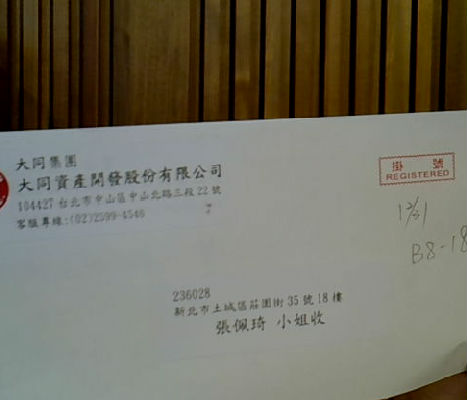 大同集團
大同資產開發股份有限公司
104427 台北市中山區中山北路三段22號
客服專線:(02)2599-4546
掛 號
REGISTERED
12/31
B8-18
236028
新北市土城區莊園街35號18樓
張佩琦 小姐收